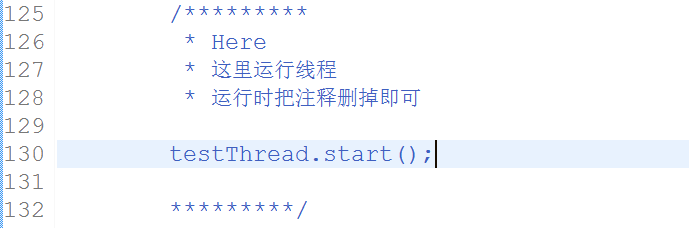 125 /*********
126 * Here
127 * 这里运行线程
128 * 运行时把注释删掉即可
129
130 testThread.start();
131
132 *********/